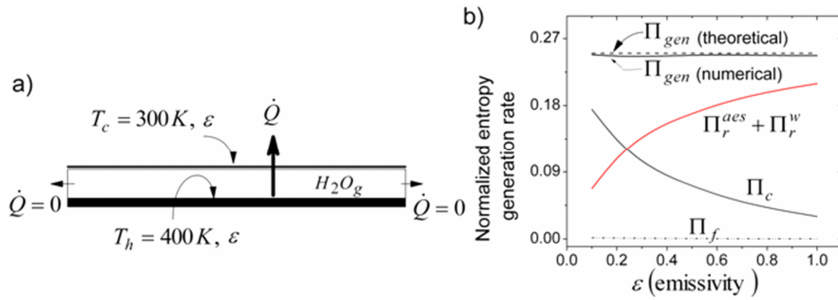 a)
T_c = 300 K, ε
Q̇
H₂O_g
Q̇ = 0
Q̇ = 0
T_h = 400 K, ε
b)
Normalized entropy
generation rate
0.27
0.18
0.09
0.00
Π_gen (theoretical)
Π_gen (numerical)
Π_r^aes + Π_r^w
Π_c
Π_f
0.0 0.2 0.4 0.6 0.8 1.0
ε (emissivity)